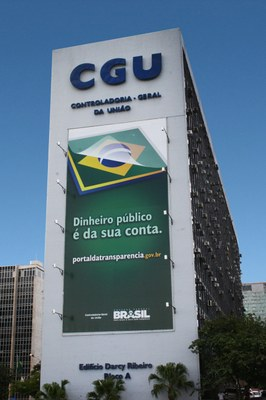 CGU
CONTROLADORIA - GERAL
DA UNIÃO
Dinheiro público
é da sua conta.
portaldatransparencia.gov.br
BRASIL
Edifício Darcy Ribeiro
Bloco A